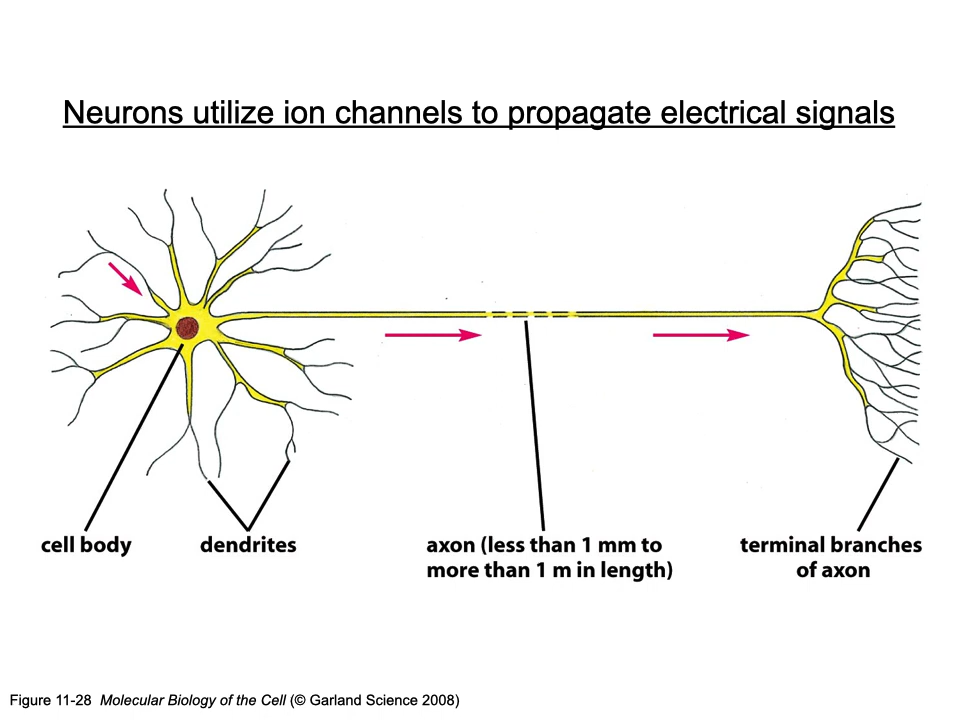 Neurons utilize ion channels to propagate electrical signals
cell body
dendrites
axon (less than 1 mm to
more than 1 m in length)
terminal branches
of axon
Figure 11-28 Molecular Biology of the Cell (© Garland Science 2008)